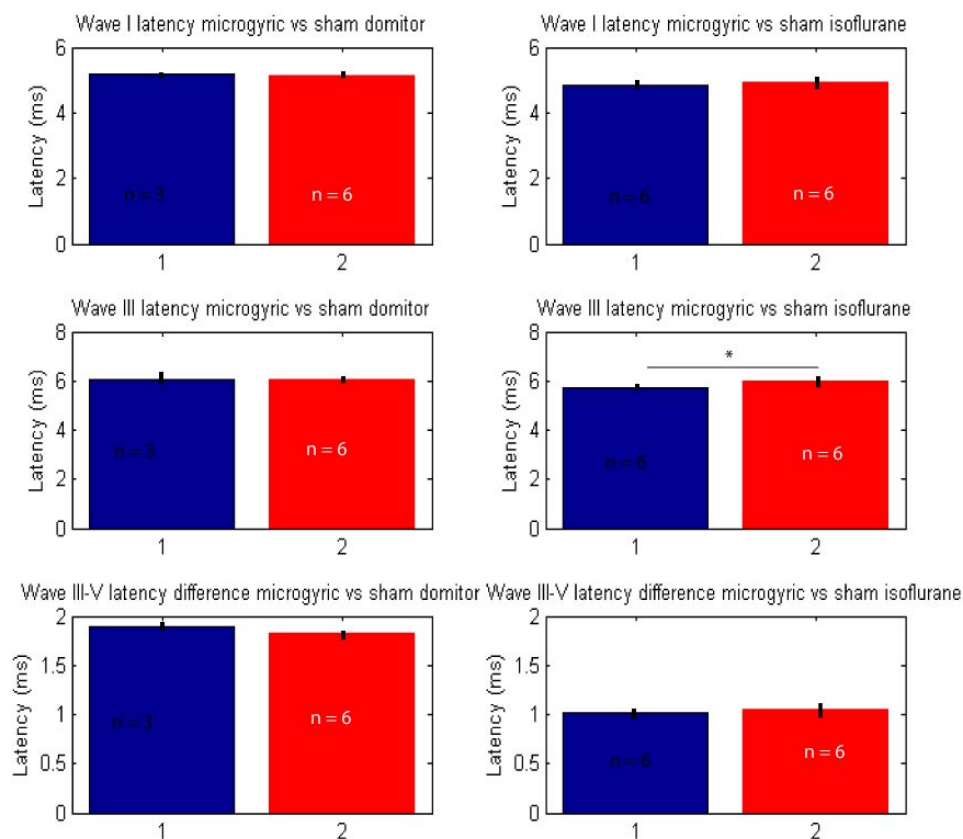 Wave I latency microgyric vs sham domitor
6
4
2
0
Latency (ms)
n = 3
n = 6
1
2
Wave I latency microgyric vs sham isoflurane
6
4
2
0
Latency (ms)
n = 6
n = 6
1
2
Wave III latency microgyric vs sham domitor
8
6
4
2
0
Latency (ms)
n = 3
n = 6
1
2
Wave III latency microgyric vs sham isoflurane
8
6
4
2
0
Latency (ms)
*
n = 6
n = 6
1
2
Wave III-V latency difference microgyric vs sham domitor
2
1.5
1
0.5
0
Latency (ms)
n = 3
n = 6
1
2
Wave III-V latency difference microgyric vs sham isoflurane
2
1.5
1
0.5
0
Latency (ms)
n = 6
n = 6
1
2